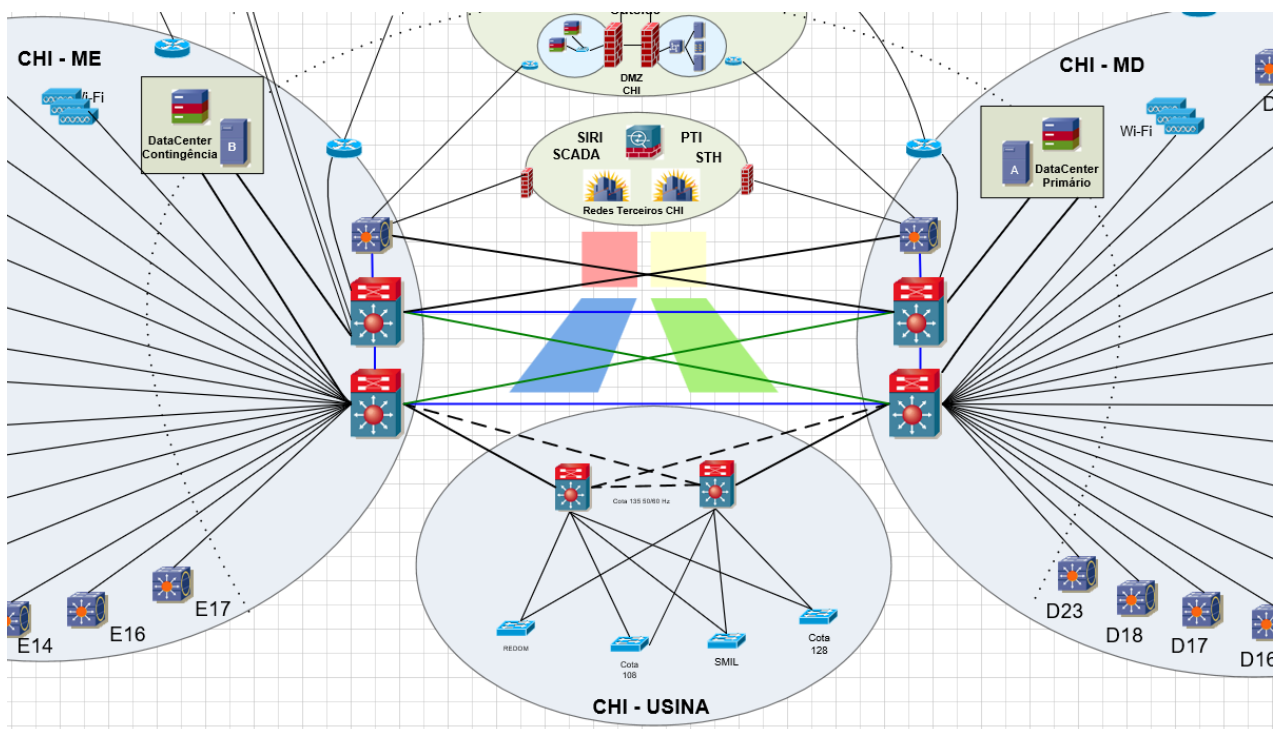 CHI - ME
Wi-Fi
DataCenter
Contingência
B
DMZ
CHI
SIRI
SCADA
PTI
STH
Redes Terceiros CHI
CHI - MD
Wi-Fi
A
DataCenter
Primário
Cota 135 50/60 Hz
REDOM
Cota
108
SMIL
Cota
128
CHI - USINA
E14
E16
E17
D23
D18
D17
D16